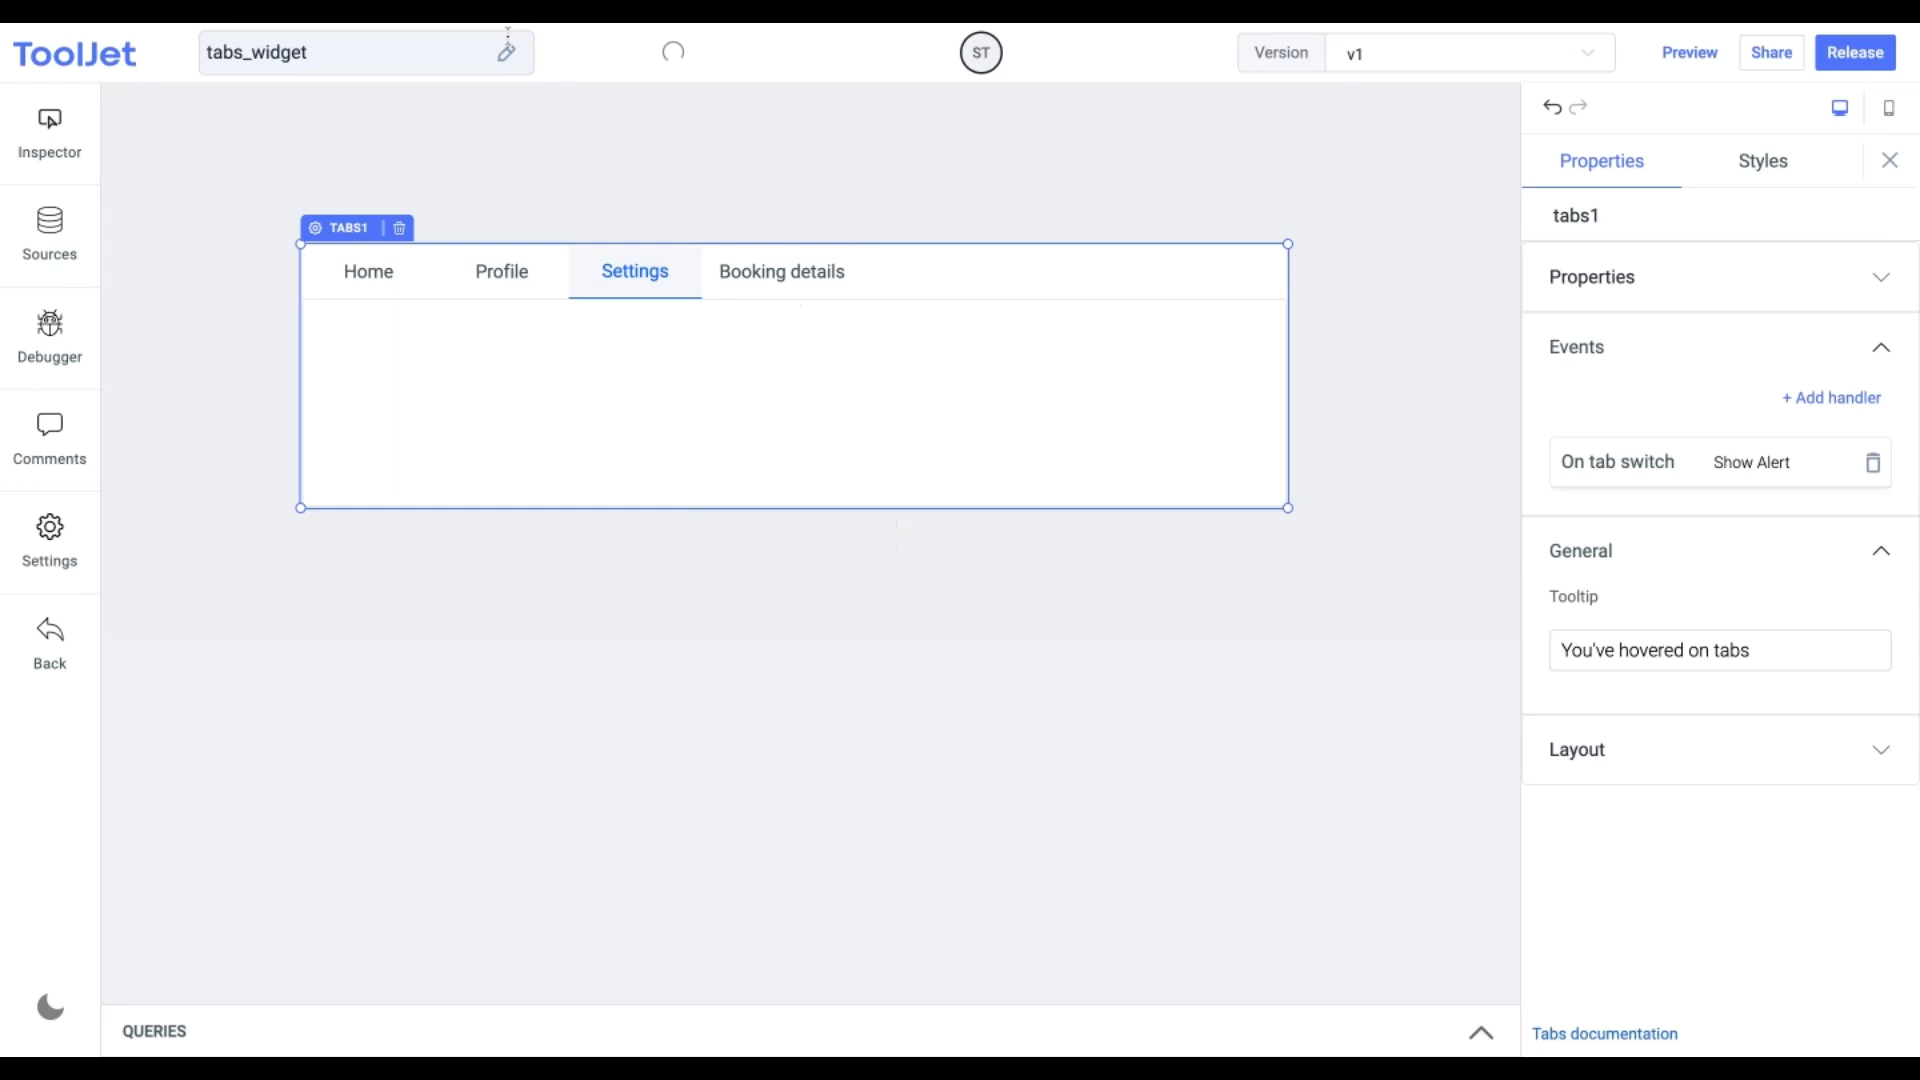 ToolJet
tabs_widget
ST
Version
v1
Preview
Share
Release
Inspector
Sources
Debugger
Comments
Settings
Back
TABS1
Home
Profile
Settings
Booking details
QUERIES
Properties
Styles
tabs1
Properties
Events
+ Add handler
On tab switch Show Alert
General
Tooltip
You've hovered on tabs
Layout
Tabs documentation